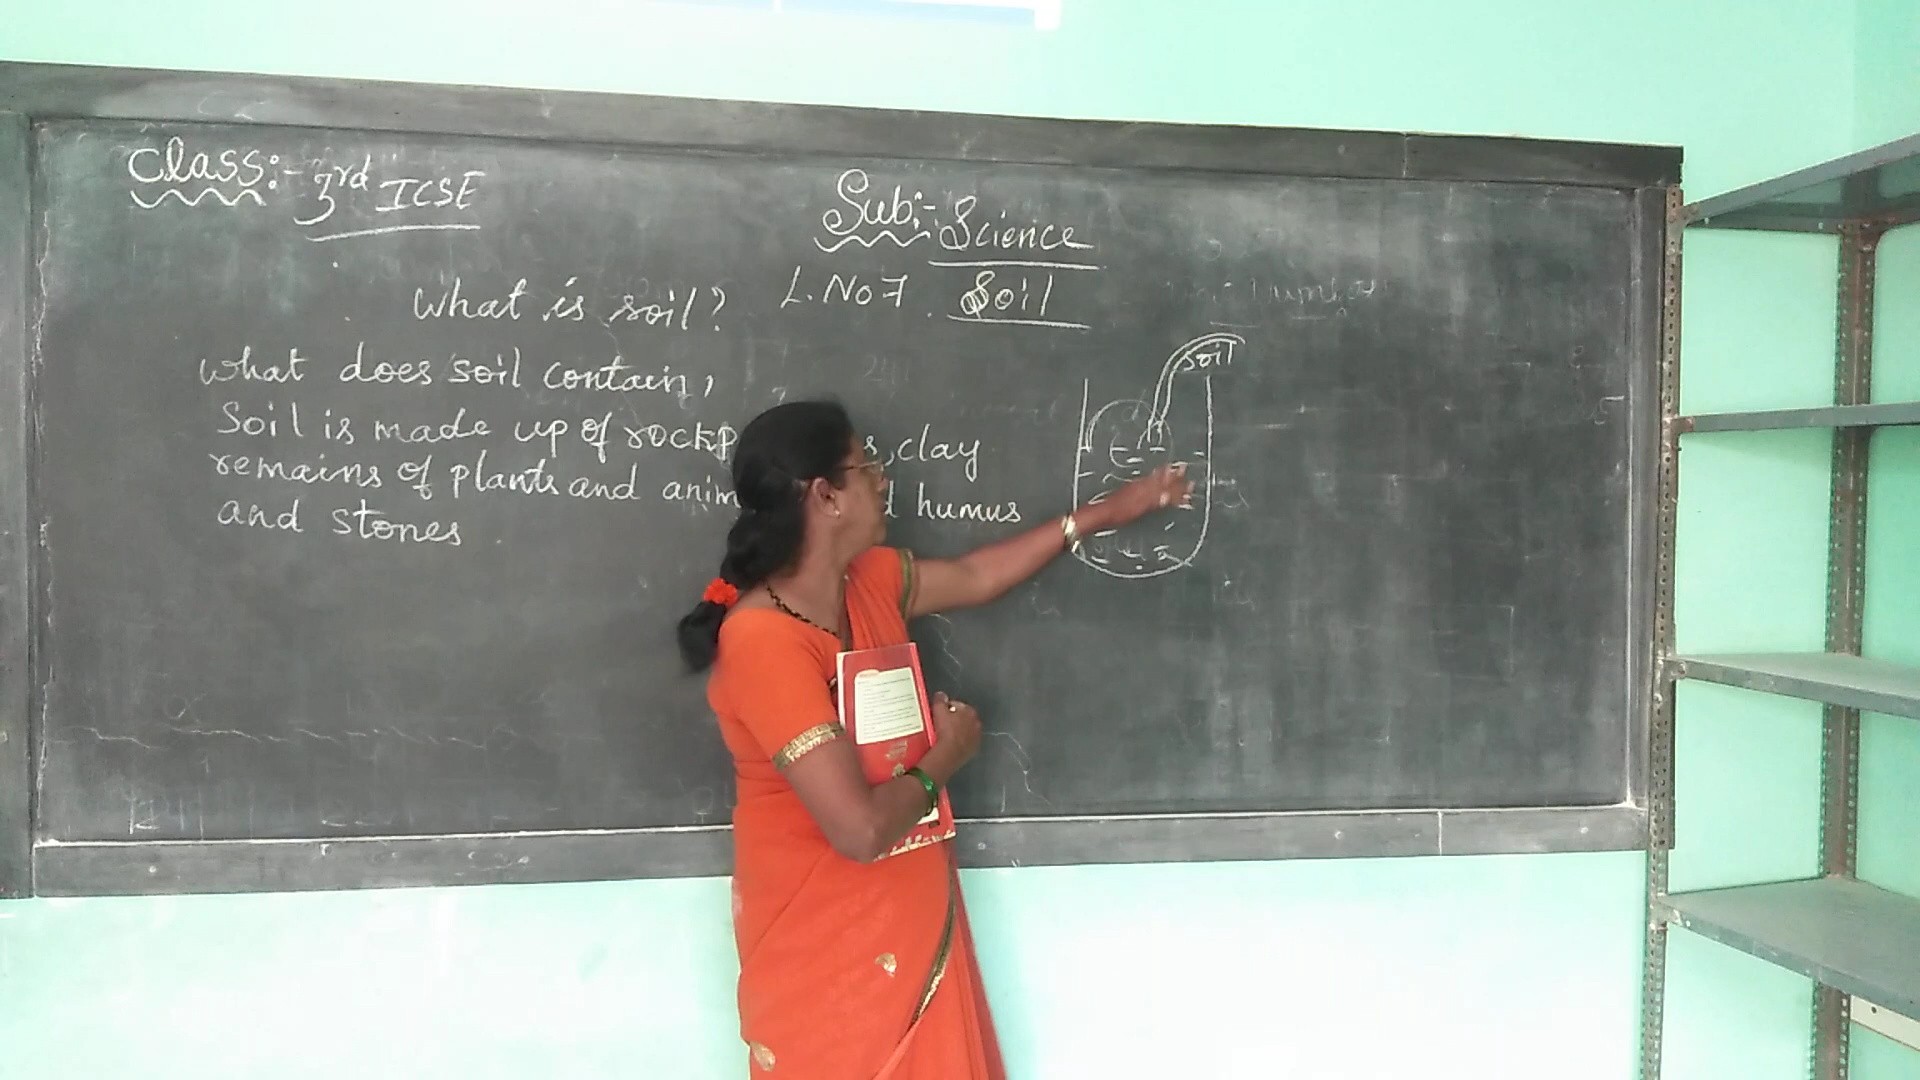 Class:- 3rd ICSE
Sub:- Science
L. No 7 Soil
What is soil?
what does soil contain,
Soil is made up of rock clay
remains of plants and humus
and stones
soil